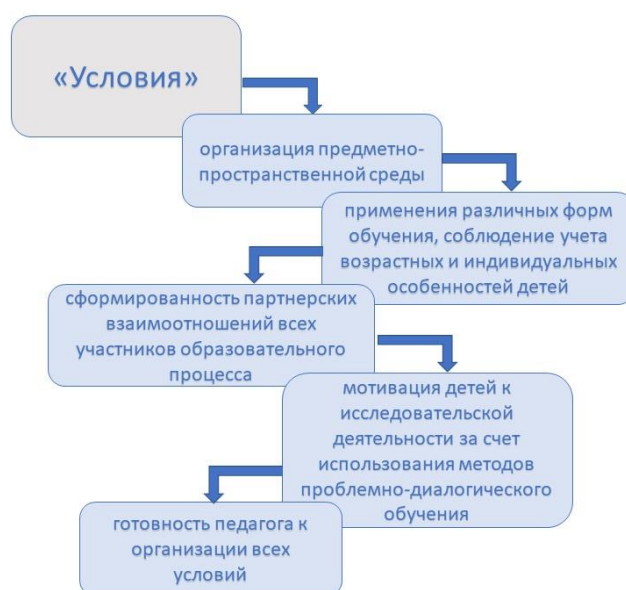 «Условия»
организация предметно-
пространственной среды
применения различных форм
обучения, соблюдение учета
возрастных и индивидуальных
особенностей детей
сформированность партнерских
взаимоотношений всех
участников образовательного
процесса
мотивация детей к
исследовательской
деятельности за счет
использования методов
проблемно-диалогического
обучения
готовность педагога к
организации всех
условий